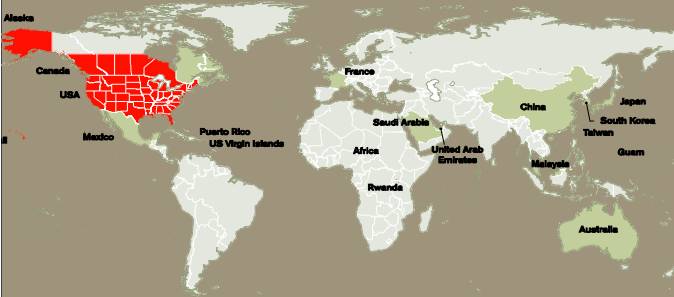 Alaska
Canada
France
USA
China
Japan
Saudi Arabia
South Korea
Taiwan
Mexico
Puerto Rico
US Virgin Islands
Africa
United Arab
Emirates
Guam
Malaysia
Rwanda
Australia